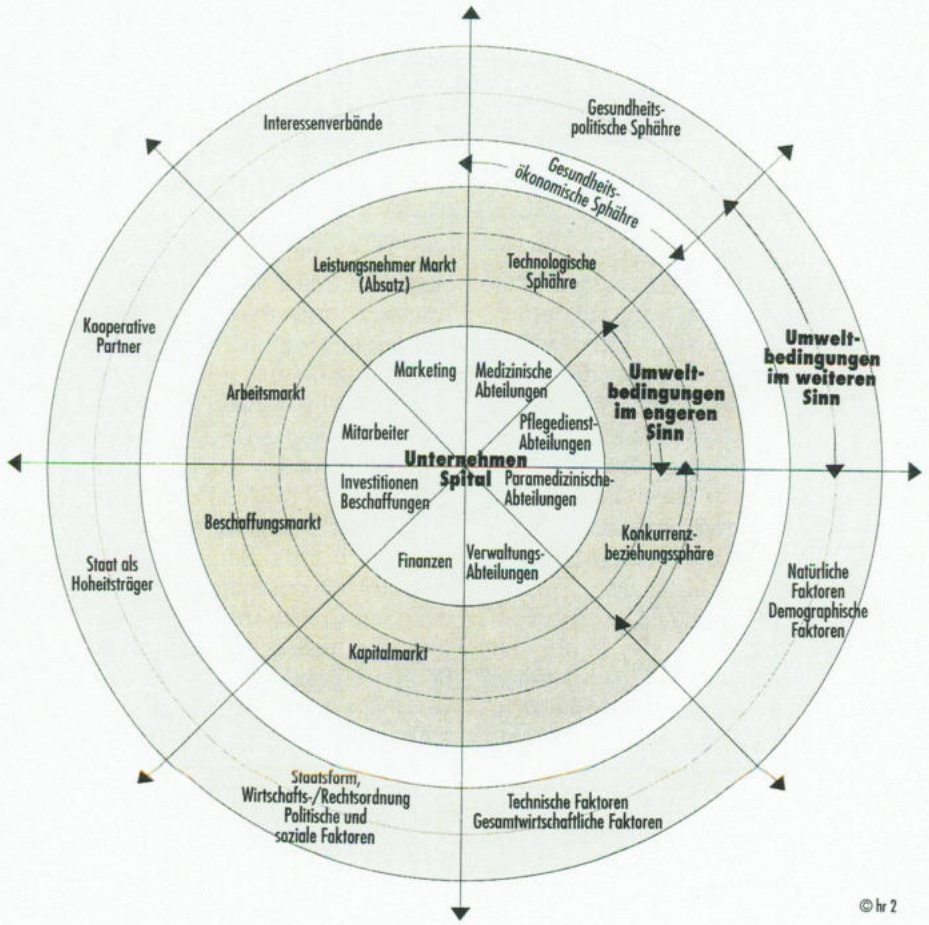 Interessenverbände
Gesundheits-
politische Sphähre
Gesundheits-
ökonomische Sphähre
Leistungsnehmer Markt
(Absatz)
Technologische
Sphähre
Kooperative
Partner
Umwelt-
bedingungen
im weiteren
Sinn
Arbeitsmarkt
Marketing
Medizinische
Abteilungen
Umwelt-
bedingungen
im engeren
Sinn
Mitarbeiter
Pflegedienst-
Abteilungen
Unternehmen
Spital
Investitionen
Beschaffungen
Paramedizinische-
Abteilungen
Beschaffungsmarkt
Konkurrenz-
beziehungssphäre
Finanzen
Verwaltungs-
Abteilungen
Staat als
Hoheitsträger
Natürliche
Faktoren
Demographische
Faktoren
Kapitalmarkt
Staatsform,
Wirtschafts-/Rechtsordnung
Politische und
soziale Faktoren
Technische Faktoren
Gesamtwirtschaftliche Faktoren
© hr 2